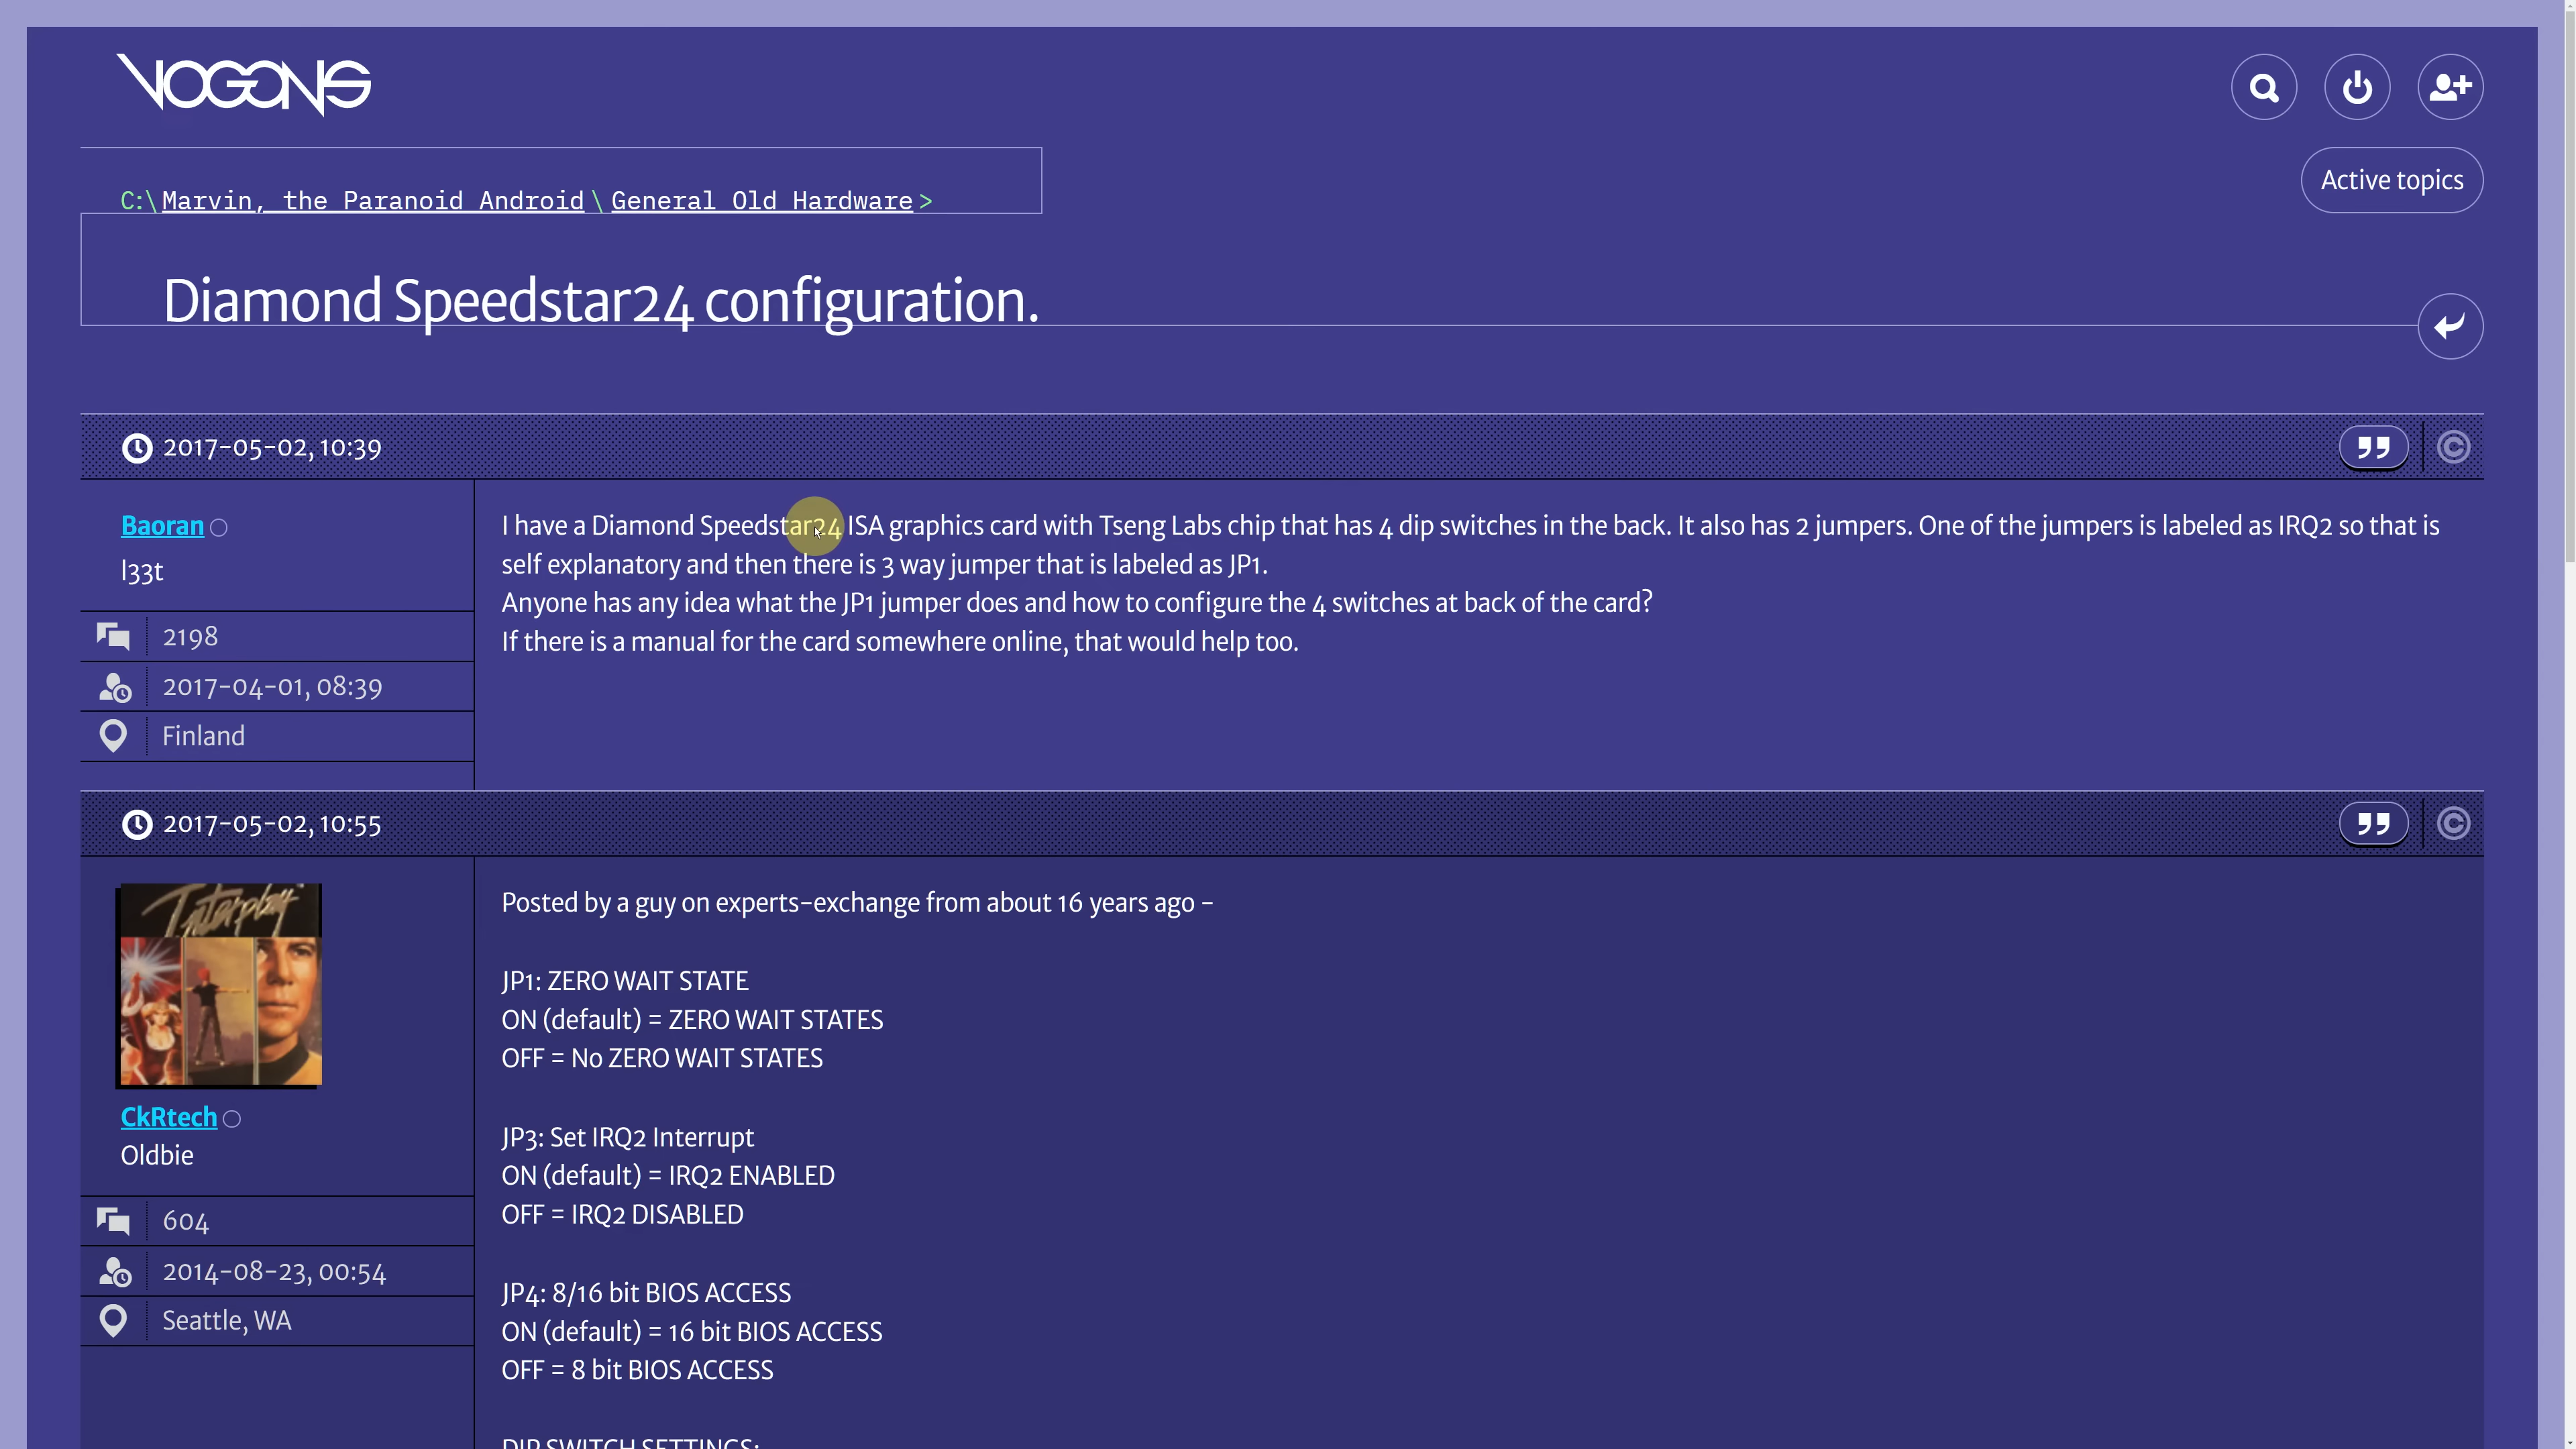 VOGONS
C:\Marvin, the Paranoid Android\General Old Hardware>
Active topics
Diamond Speedstar24 configuration.
2017-05-02, 10:39
Baoran
l33t
2198
2017-04-01, 08:39
Finland
I have a Diamond Speedstar24 ISA graphics card with Tseng Labs chip that has 4 dip switches in the back. It also has 2 jumpers. One of the jumpers is labeled as IRQ2 so that is
self explanatory and then there is 3 way jumper that is labeled as JP1.
Anyone has any idea what the JP1 jumper does and how to configure the 4 switches at back of the card?
If there is a manual for the card somewhere online, that would help too.
2017-05-02, 10:55
Interplay
CkRtech
Oldbie
604
2014-08-23, 00:54
Seattle, WA
Posted by a guy on experts-exchange from about 16 years ago -
JP1: ZERO WAIT STATE
ON (default) = ZERO WAIT STATES
OFF = No ZERO WAIT STATES
JP3: Set IRQ2 Interrupt
ON (default) = IRQ2 ENABLED
OFF = IRQ2 DISABLED
JP4: 8/16 bit BIOS ACCESS
ON (default) = 16 bit BIOS ACCESS
OFF = 8 bit BIOS ACCESS
DIP SWITCH SETTINGS: